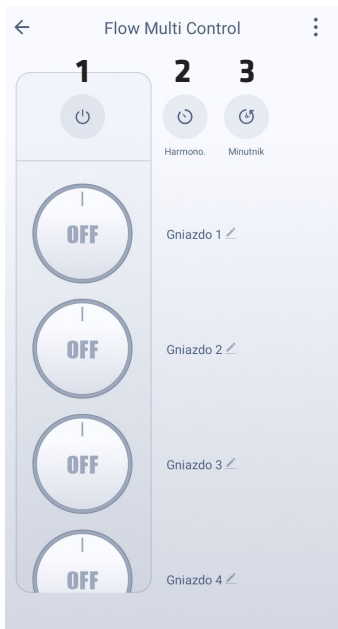 Flow Multi Control
1 2 3
Harmono. Minutnik
OFF Gniazdo 1
OFF Gniazdo 2
OFF Gniazdo 3
OFF Gniazdo 4